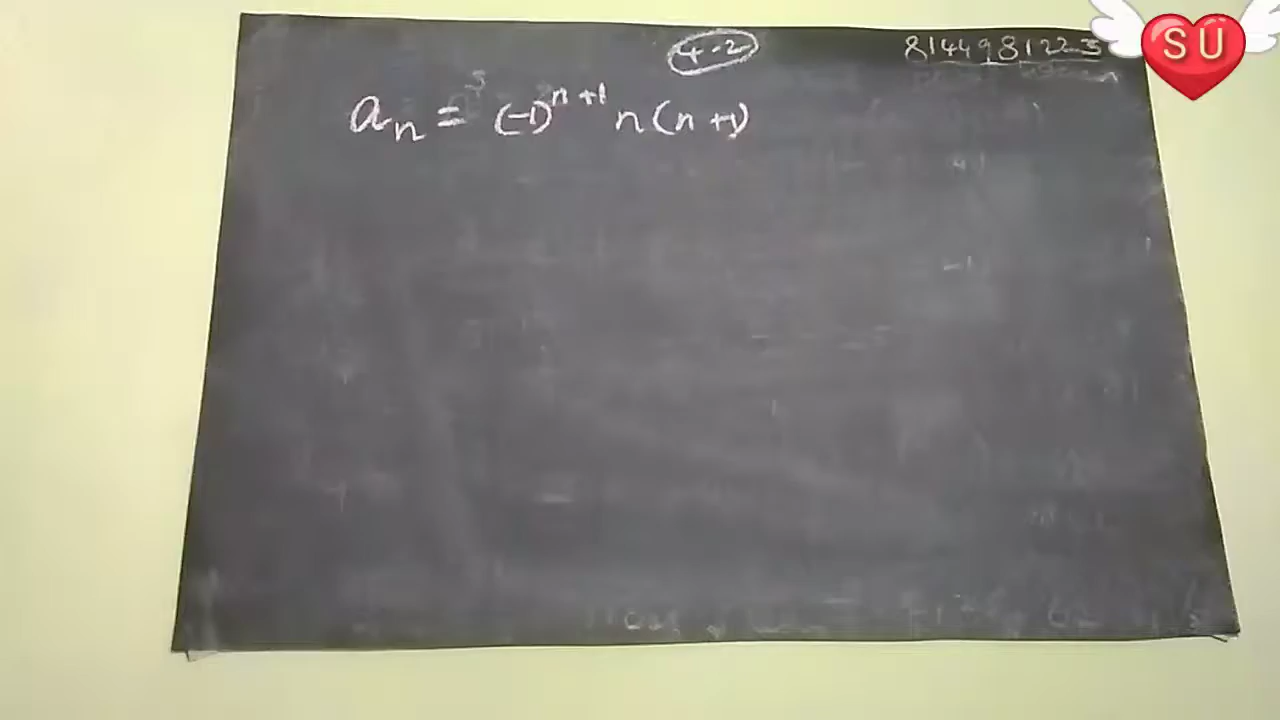 4.2
8144981223
SU
aₙ = (-1)ⁿ⁺¹ n(n+1)